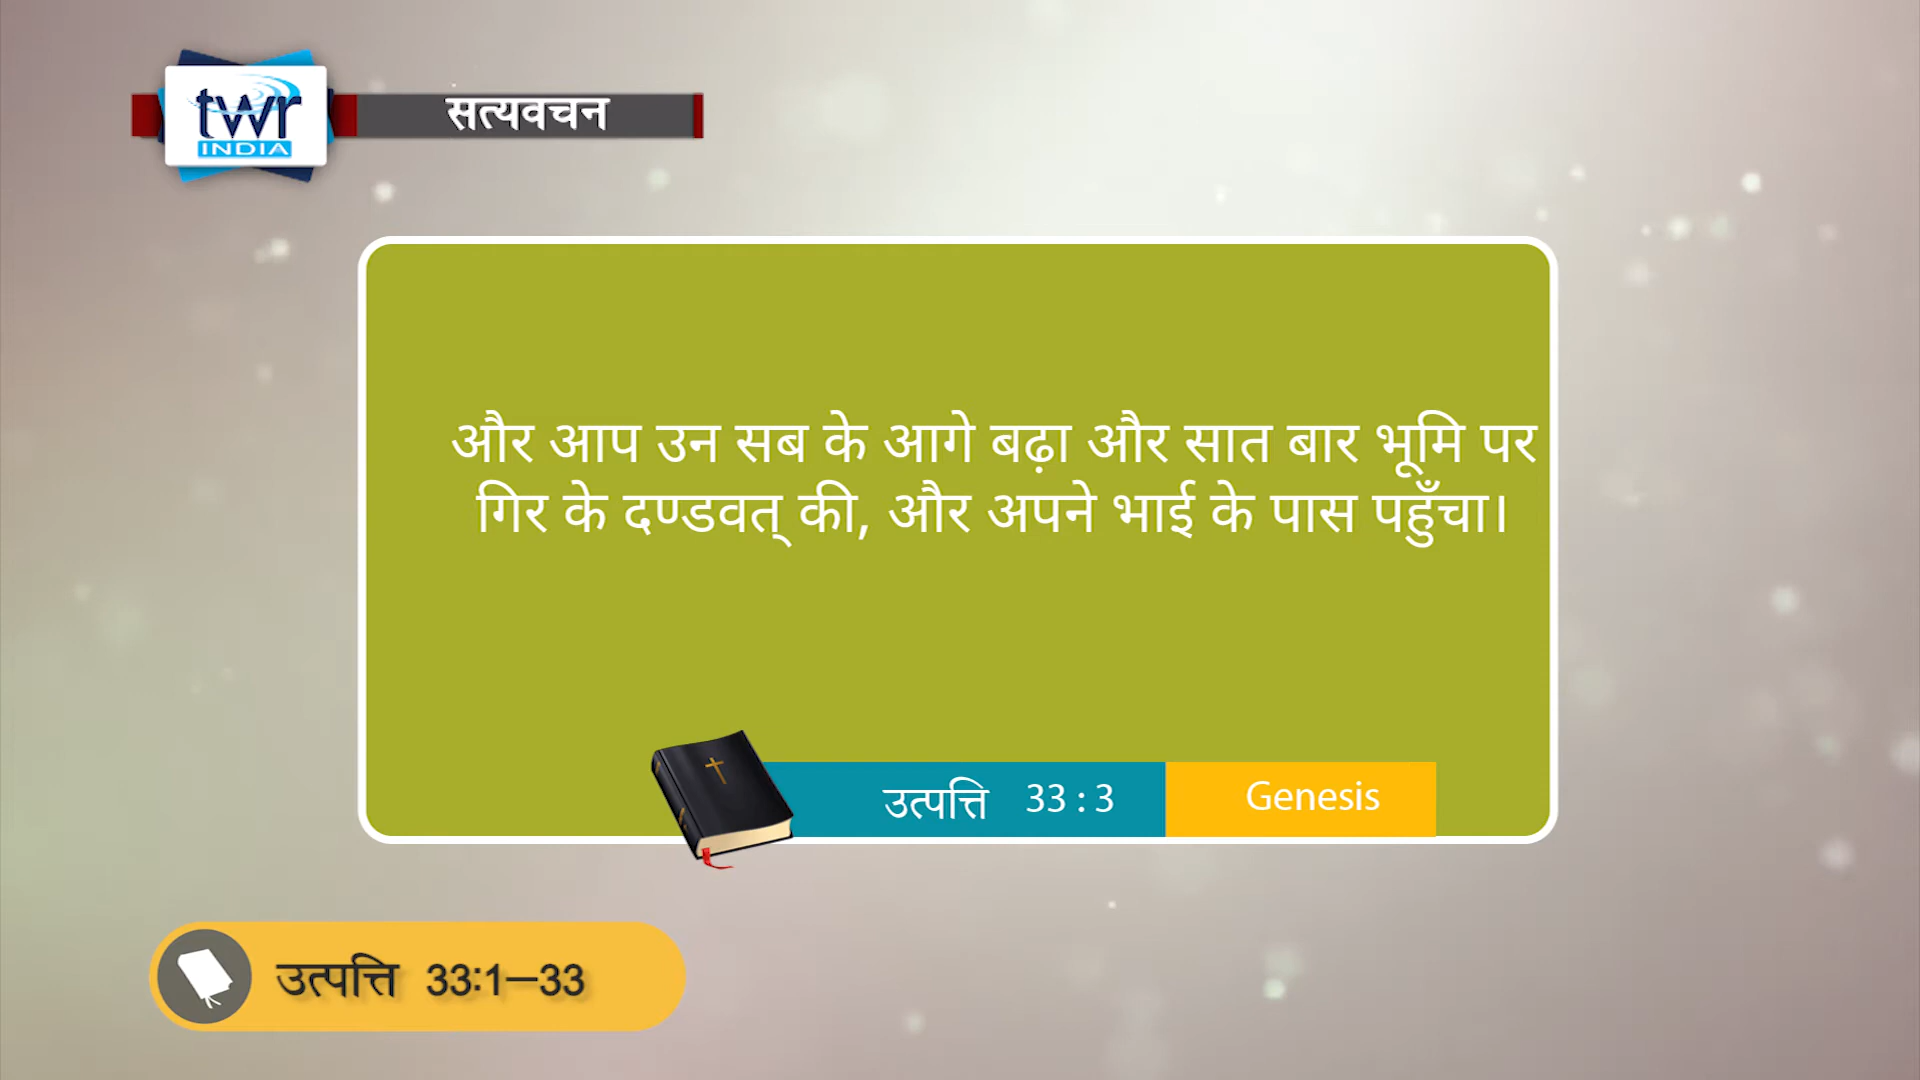 twr
INDIA
सत्यवचन
और आप उन सब के आगे बढ़ा और सात बार भूमि पर
गिर के दण्डवत् की, और अपने भाई के पास पहुँचा।
उत्पत्ति 33 : 3 Genesis
उत्पत्ति 33:1–33